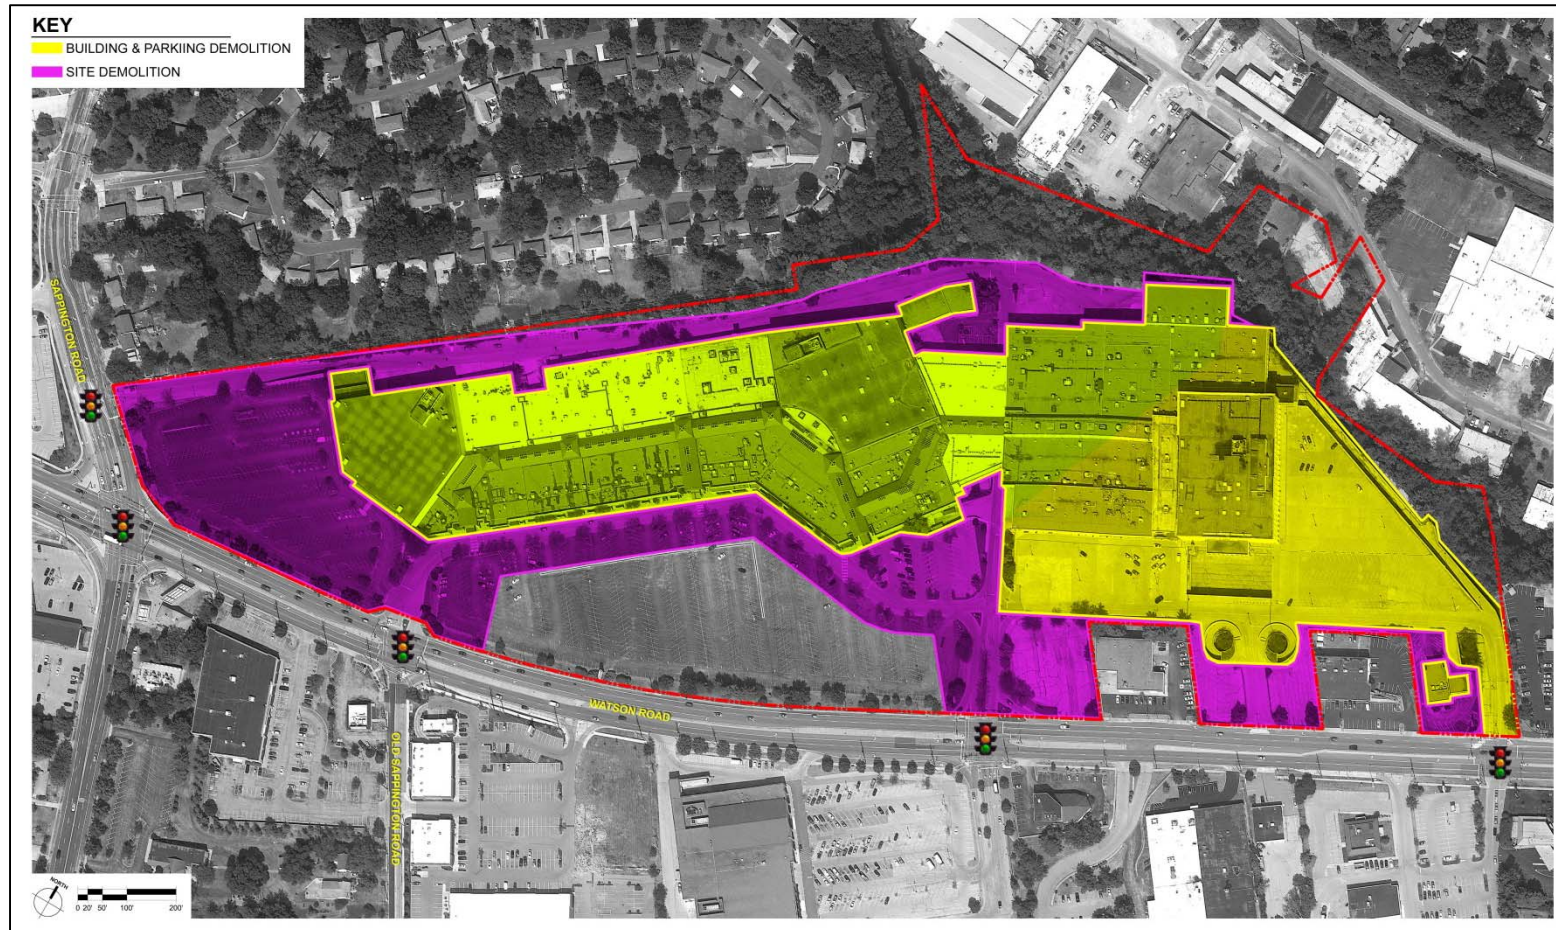 KEY
BUILDING & PARKIING DEMOLITION
SITE DEMOLITION
SAPPINGTON ROAD
WATSON ROAD
OLD SAPPINGTON ROAD
NORTH
0 20' 50' 100' 200'